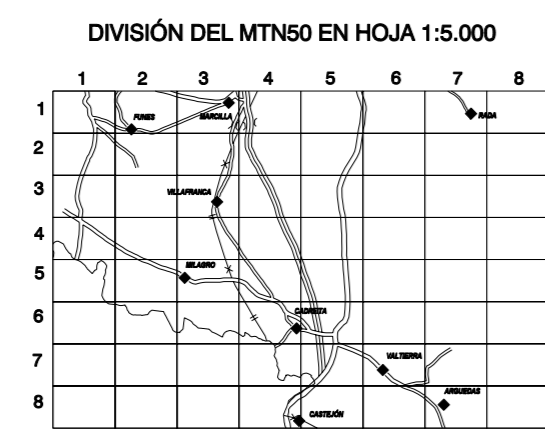 DIVISIÓN DEL MTN50 EN HOJA 1:5.000
1 2 3 4 5 6 7 8
1
FUNES
MARCILLA
RADA
2
3
VILLAFRANCA
4
5
MILAGRO
6
CADREITA
7
VALTIERRA
8
ARGUEDAS
CASTEJÓN